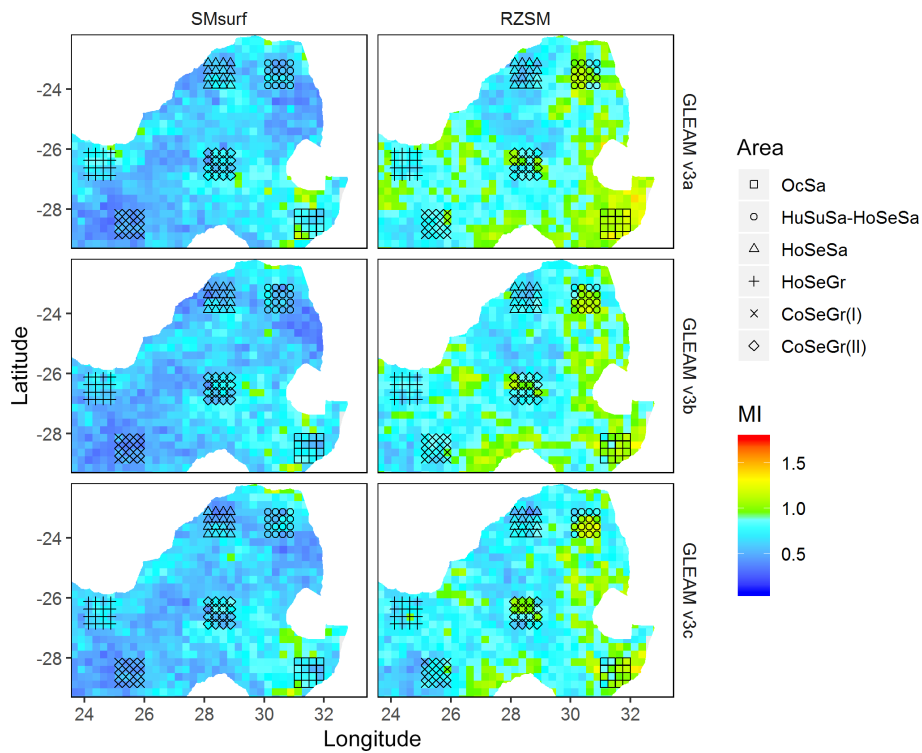 SMsurf
RZSM
-24
-26
-28
GLEAM v3a
-24
-26
-28
GLEAM v3b
-24
-26
-28
GLEAM v3c
24
26
28
30
32
24
26
28
30
32
Latitude
Longitude
Area
OcSa
HuSuSa-HoSeSa
HoSeSa
HoSeGr
CoSeGr(I)
CoSeGr(II)
MI
1.5
1.0
0.5